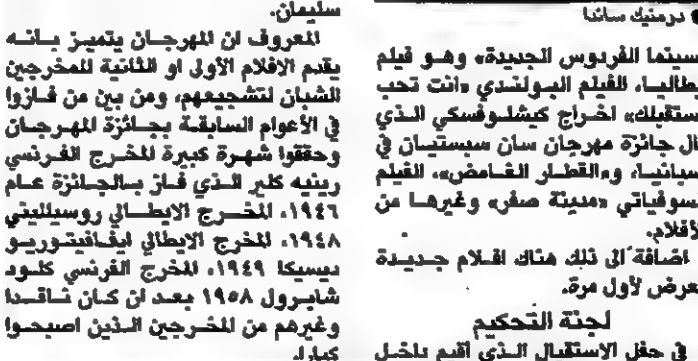 دومنيك ساندا
سينما الفردوس الجديدة» وهو فيلم
يطاليا، الفيلم البولندي «انت تحب
ستقبلك» اخراج كيشلوفسكي الذي
ال جائزة مهرجان سان سبستيان في
سبانيا، و«القطار الغامض»، الفيلم
سوفياتي «مدينة صفر» وغيرها من
لأفلام.
اضافة الى ذلك هناك افلام جديدة
عرض لأول مرة.
لجنة التحكيم
في حفل الاستقبال الذي اقيم داخل
سليمان.
المعروف ان المهرجان يتميز بانه
يقدم الافلام الأولى او الثانية للمخرجين
الشبان لتشجيعهم، ومن بين من فازوا
في الأعوام السابقة بجائزة المهرجان
وحققوا شهرة كبيرة المخرج الفرنسي
رينيه كلير الذي فاز بالجائزة عام
١٩٤٦، المخرج الايطالي روسيلليني
١٩٤٨، المخرج الايطالي ايفافيتوريو
ديسيكا ١٩٤٩، المخرج الفرنسي كلود
شابرول ١٩٥٨ بعد ان كان ناقدا
وغيرهم من المخرجين الذين اصبحوا
كبارا.